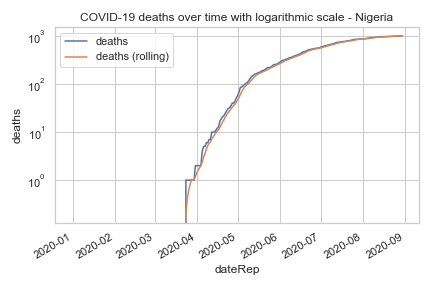 COVID-19 deaths over time with logarithmic scale - Nigeria
deaths
deaths (rolling)
10³
10²
10¹
10⁰
deaths
2020-01
2020-02
2020-03
2020-04
2020-05
2020-06
2020-07
2020-08
2020-09
dateRep